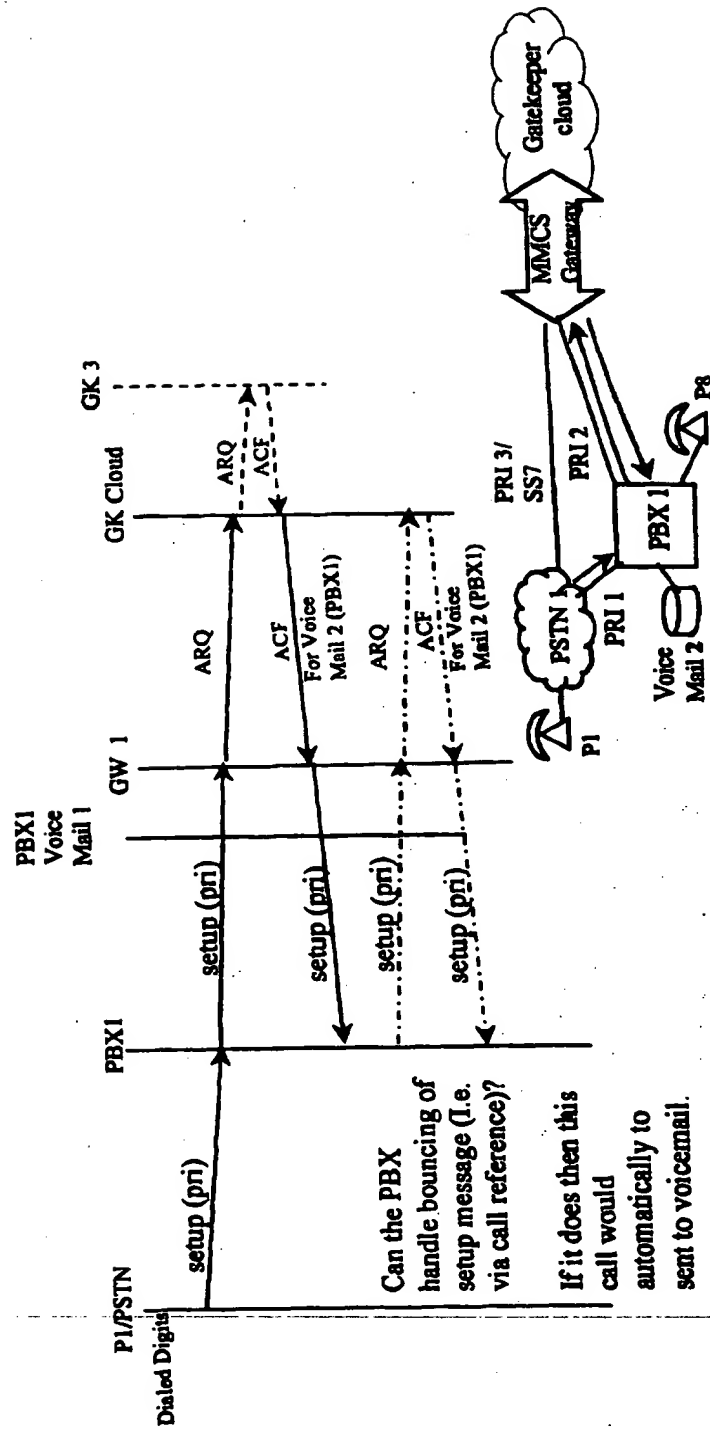 P1/PSTN
Dialed Digits
PBX1
PBX1
Voice
Mail 1
GW 1
GK Cloud
GK 3
setup (pri)
setup (pri)
ARQ
ARQ
ACF
ACF
For Voice
Mail 2 (PBX1)
setup (pri)
setup (pri)
ARQ
ACF
For Voice
Mail 2 (PBX1)
setup (pri)
Can the PBX
handle bouncing of
setup message (I.e.
via call reference)?
If it does then this
call would
automatically to
sent to voicemail.
P1
PSTN 1
PRI 1
PRI 3/
SS7
PRI 2
Voice
Mail 2
PBX 1
P8
MMCS
Gateway
Gatekeeper
cloud